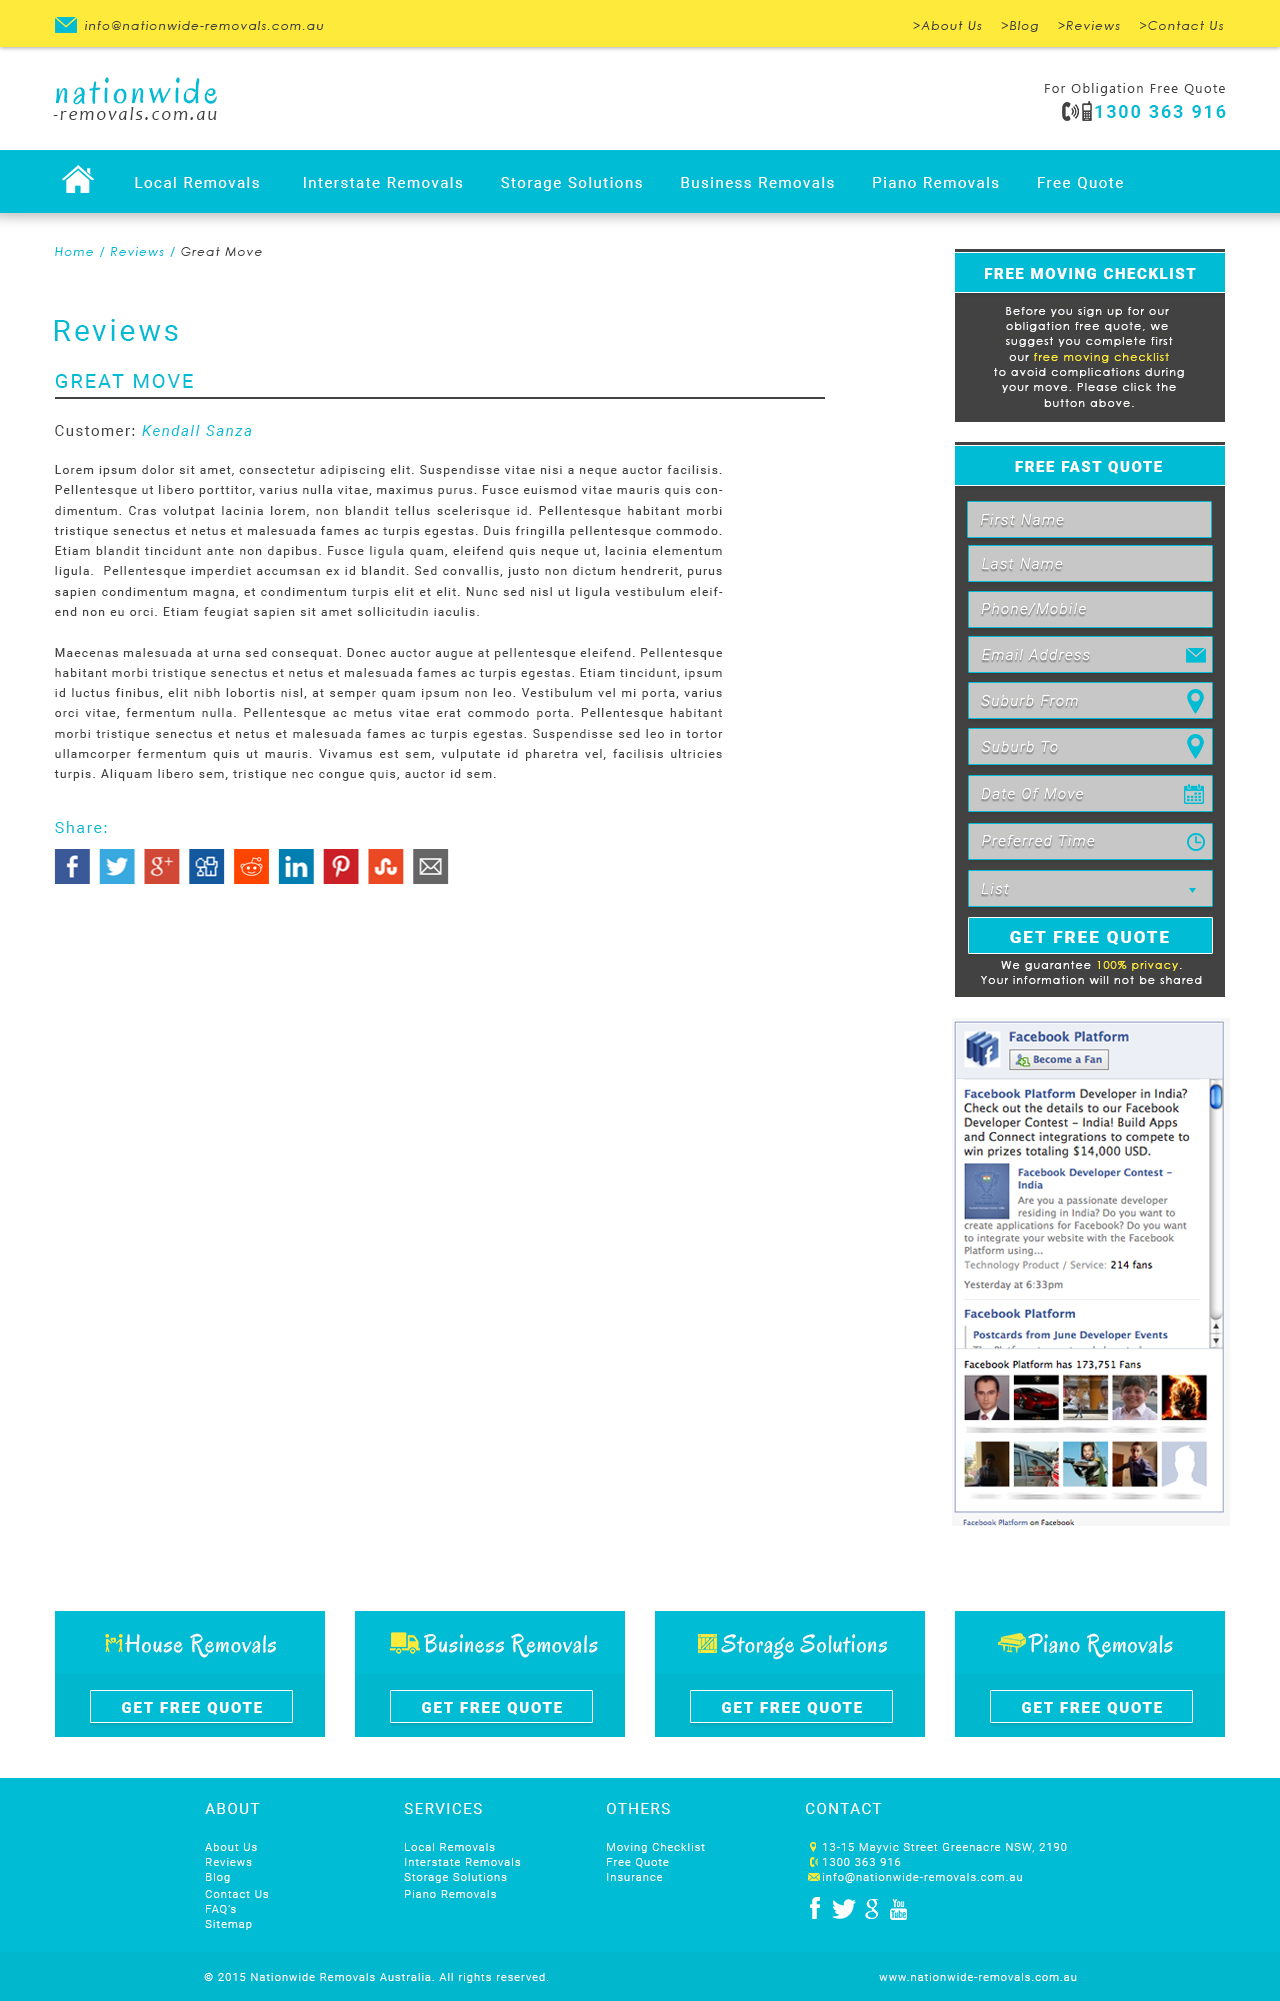 info@nationwide-removals.com.au
>About Us >Blog >Reviews >Contact Us
nationwide
-removals.com.au
For Obligation Free Quote
1300 363 916
Local Removals Interstate Removals Storage Solutions Business Removals Piano Removals Free Quote
Home / Reviews / Great Move
Reviews
GREAT MOVE
Customer: Kendall Sanza
Lorem ipsum dolor sit amet, consectetur adipiscing elit. Suspendisse vitae nisi a neque auctor facilisis.
Pellentesque ut libero porttitor, varius nulla vitae, maximus purus. Fusce euismod vitae mauris quis con-
dimentum. Cras volutpat lacinia lorem, non blandit tellus scelerisque id. Pellentesque habitant morbi
tristique senectus et netus et malesuada fames ac turpis egestas. Duis fringilla pellentesque commodo.
Etiam blandit tincidunt ante non dapibus. Fusce ligula quam, eleifend quis neque ut, lacinia elementum
ligula.  Pellentesque imperdiet accumsan ex id blandit. Sed convallis, justo non dictum hendrerit, purus
sapien condimentum magna, et condimentum turpis elit et elit. Nunc sed nisl ut ligula vestibulum eleif-
end non eu orci. Etiam feugiat sapien sit amet sollicitudin iaculis.
Maecenas malesuada at urna sed consequat. Donec auctor augue at pellentesque eleifend. Pellentesque
habitant morbi tristique senectus et netus et malesuada fames ac turpis egestas. Etiam tincidunt, ipsum
id luctus finibus, elit nibh lobortis nisl, at semper quam ipsum non leo. Vestibulum vel mi porta, varius
orci vitae, fermentum nulla. Pellentesque ac metus vitae erat commodo porta. Pellentesque habitant
morbi tristique senectus et netus et malesuada fames ac turpis egestas. Suspendisse sed leo in tortor
ullamcorper fermentum quis ut mauris. Vivamus est sem, vulputate id pharetra vel, facilisis ultricies
turpis. Aliquam libero sem, tristique nec congue quis, auctor id sem.
Share:
FREE MOVING CHECKLIST
Before you sign up for our
obligation free quote, we
suggest you complete first
our free moving checklist
to avoid complications during
your move. Please click the
button above.
FREE FAST QUOTE
First Name
Last Name
Phone/Mobile
Email Address
Suburb From
Suburb To
Date Of Move
Preferred Time
List
GET FREE QUOTE
We guarantee 100% privacy.
Your information will not be shared
Facebook Platform
Become a Fan
Facebook Platform Developer in India?
Check out the details to our Facebook
Developer Contest – India! Build Apps
and Connect integrations to compete to
win prizes totaling $14,000 USD.
Facebook Developer Contest –
India
Are you a passionate developer
residing in India? Do you want to
create applications for Facebook? Do you want
to integrate your website with the Facebook
Platform using...
Technology Product / Service: 214 fans
Yesterday at 6:33pm
Facebook Platform
Postcards from June Developer Events
Facebook Platform has 173,751 Fans
Facebook Platform on Facebook
House Removals
GET FREE QUOTE
Business Removals
GET FREE QUOTE
Storage Solutions
GET FREE QUOTE
Piano Removals
GET FREE QUOTE
ABOUT
About Us
Reviews
Blog
Contact Us
FAQ's
Sitemap
SERVICES
Local Removals
Interstate Removals
Storage Solutions
Piano Removals
OTHERS
Moving Checklist
Free Quote
Insurance
CONTACT
13-15 Mayvic Street Greenacre NSW, 2190
1300 363 916
info@nationwide-removals.com.au
You
Tube
© 2015 Nationwide Removals Australia. All rights reserved.
www.nationwide-removals.com.au